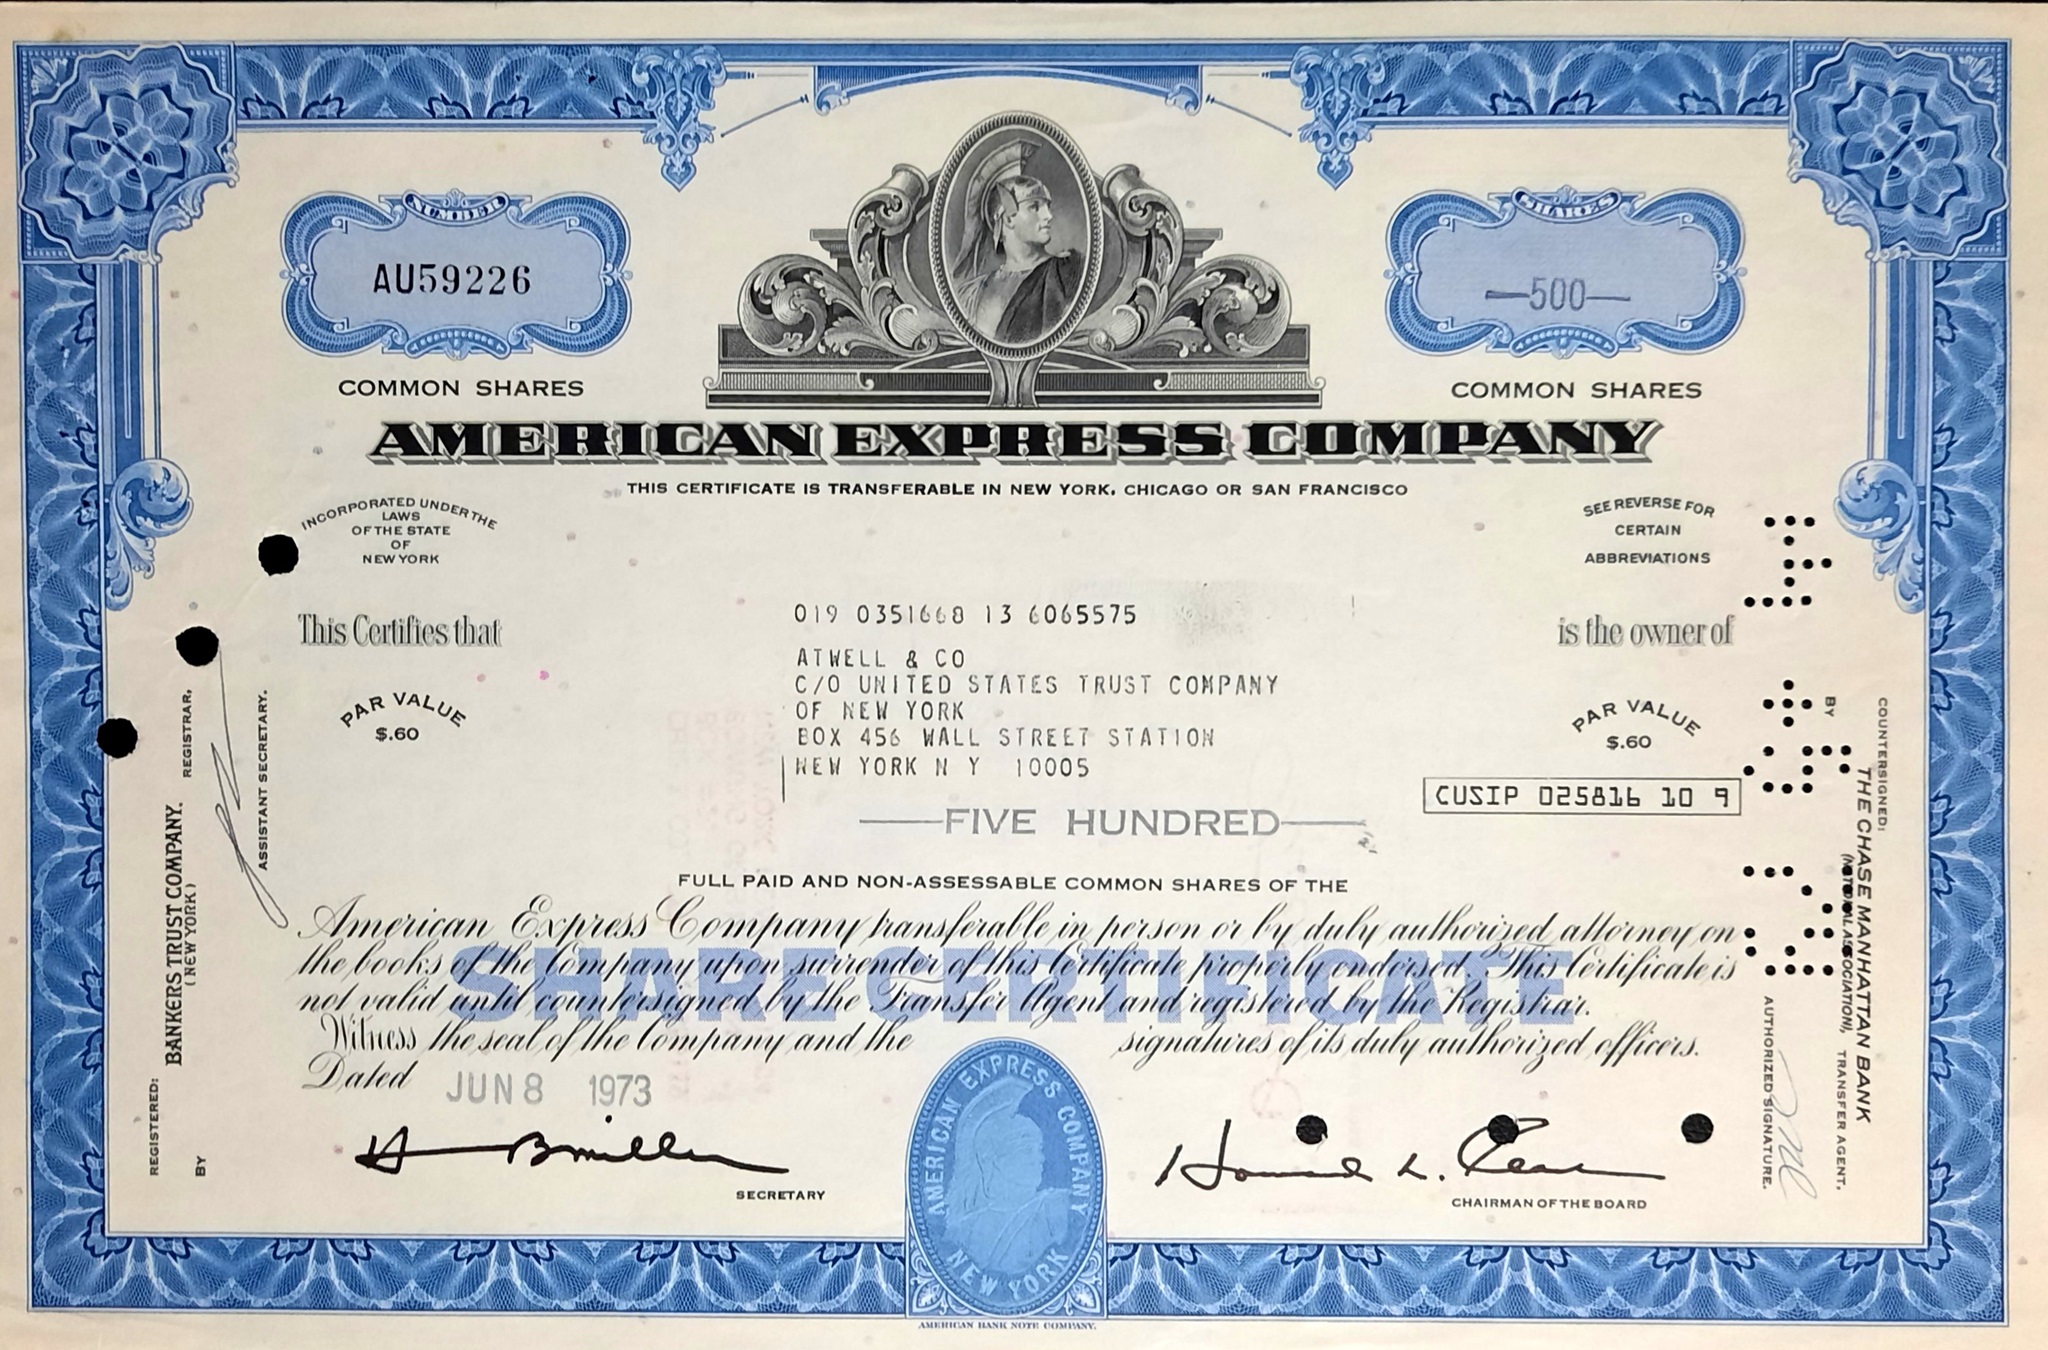 NUMBER
AU59226
COMMON SHARES
SHARES
—500—
COMMON SHARES
AMERICAN EXPRESS COMPANY
THIS CERTIFICATE IS TRANSFERABLE IN NEW YORK, CHICAGO OR SAN FRANCISCO
INCORPORATED UNDER THE
LAWS
OF THE STATE
OF
NEW YORK
SEE REVERSE FOR
CERTAIN
ABBREVIATIONS
This Certifies that
019 0351668 13 6065575
is the owner of
ATWELL & CO
C/O UNITED STATES TRUST COMPANY
OF NEW YORK
BOX 456 WALL STREET STATION
NEW YORK N Y 10005
PAR VALUE
$.60
PAR VALUE
$.60
CUSIP 025816 10 9
—FIVE HUNDRED—
FULL PAID AND NON-ASSESSABLE COMMON SHARES OF THE
American Express Company transferable in person or by duly authorized attorney on
the books of the Company upon surrender of this Certificate properly endorsed. This Certificate is
not valid until countersigned by the Transfer Agent and registered by the Registrar.
Witness the seal of the Company and the signatures of its duly authorized officers.
SHARE CERTIFICATE
Dated JUN 8 1973
SECRETARY
Howard L.
CHAIRMAN OF THE BOARD
AMERICAN EXPRESS COMPANY
NEW YORK
AMERICAN BANK NOTE COMPANY.
REGISTERED:
BANKERS TRUST COMPANY,
(NEW YORK)
REGISTRAR,
BY
ASSISTANT SECRETARY.
COUNTERSIGNED:
THE CHASE MANHATTAN BANK
(NATIONAL ASSOCIATION),
TRANSFER AGENT,
BY
AUTHORIZED SIGNATURE.